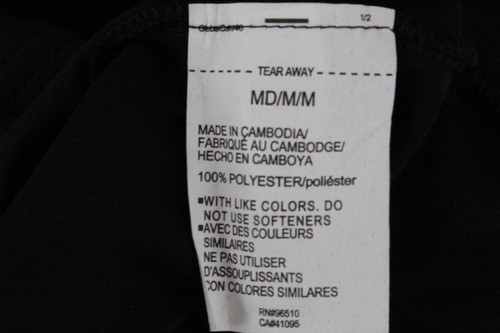 1/2
TEAR AWAY
MD/M/M
MADE IN CAMBODIA/
FABRIQUÉ AU CAMBODGE/
HECHO EN CAMBOYA
100% POLYESTER/poliéster
■WITH LIKE COLORS. DO
NOT USE SOFTENERS
■AVEC DES COULEURS
SIMILAIRES
NE PAS UTILISER
D'ASSOUPLISSANTS
CON COLORES SIMILARES
RN#96510
CA#41095